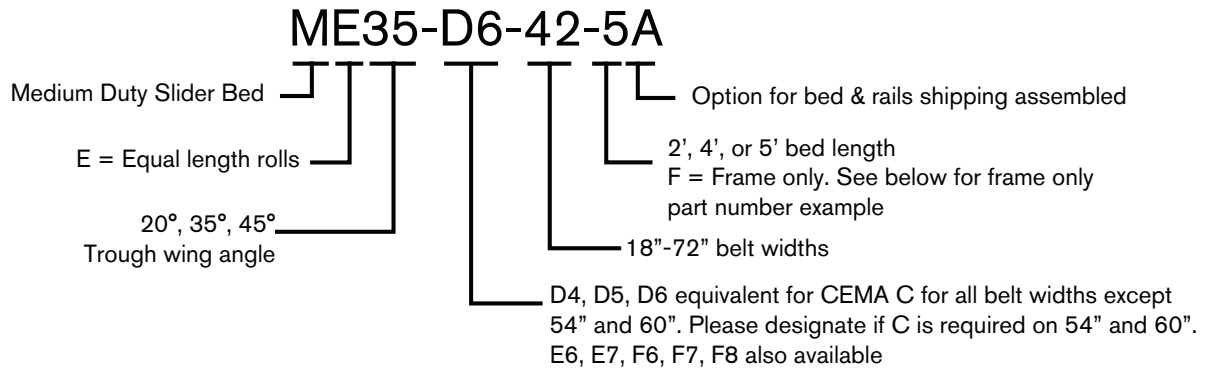 ME35-D6-42-5A
Medium Duty Slider Bed
Option for bed & rails shipping assembled
E = Equal length rolls
2’, 4’, or 5’ bed length
F = Frame only. See below for frame only
part number example
20°, 35°, 45°
Trough wing angle
18”-72” belt widths
D4, D5, D6 equivalent for CEMA C for all belt widths except
54” and 60”. Please designate if C is required on 54” and 60”.
E6, E7, F6, F7, F8 also available